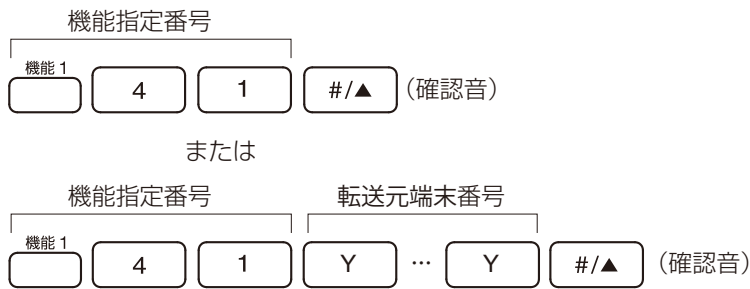 機能指定番号
機能1
4 1 #/▲ (確認音)
または
機能指定番号 転送元端末番号
機能1
4 1 Y … Y #/▲ (確認音)